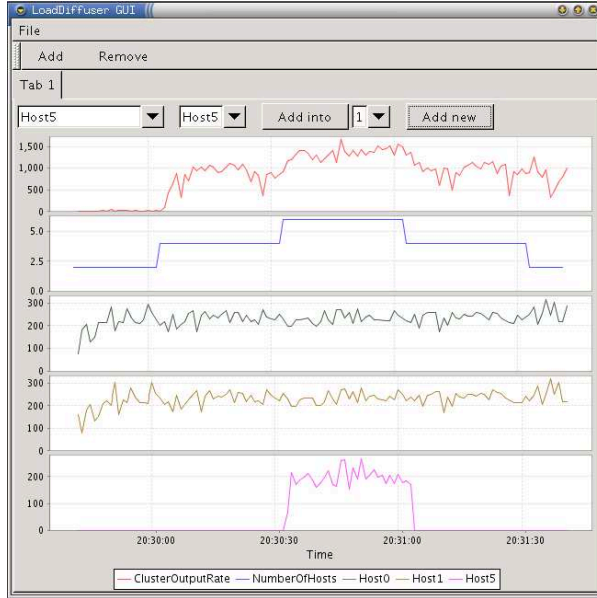 LoadDiffuser GUI
File
Add Remove
Tab 1
Host5 Host5 Add into 1 Add new
1,500
1,000
500
0
5.0
2.5
0.0
300
200
100
0
300
200
100
0
200
100
0
20:30:00 20:30:30 20:31:00 20:31:30
Time
ClusterOutputRate NumberOfHosts Host0 Host1 Host5